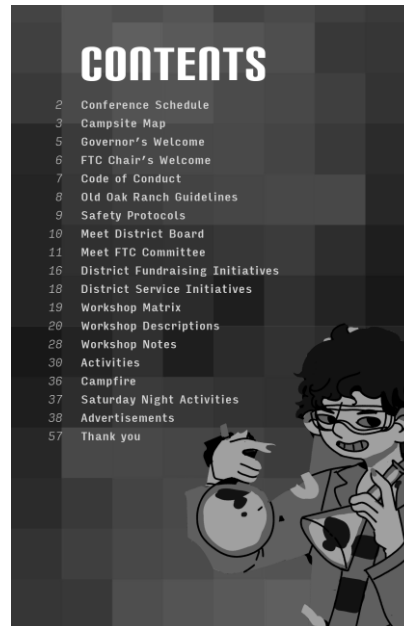 CONTENTS
2 Conference Schedule
3 Campsite Map
5 Governor's Welcome
6 FTC Chair's Welcome
7 Code of Conduct
8 Old Oak Ranch Guidelines
9 Safety Protocols
10 Meet District Board
11 Meet FTC Committee
16 District Fundraising Initiatives
18 District Service Initiatives
19 Workshop Matrix
20 Workshop Descriptions
28 Workshop Notes
30 Activities
36 Campfire
37 Saturday Night Activities
38 Advertisements
57 Thank you